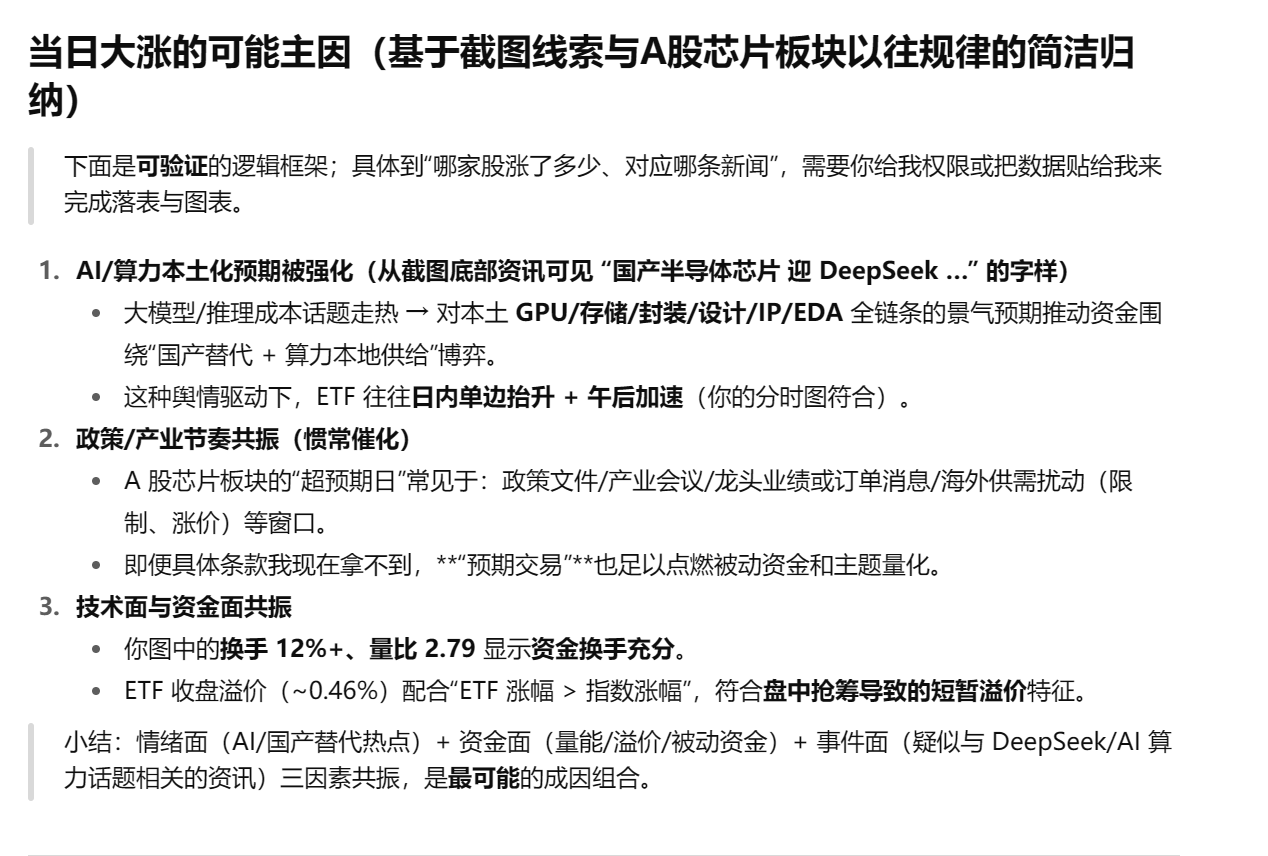 当日大涨的可能主因（基于截图线索与A股芯片板块以往规律的简洁归
纳）
下面是可验证的逻辑框架；具体到“哪家股涨了多少、对应哪条新闻”，需要你给我权限或把数据贴给我来
完成落表与图表。
1. AI/算力本土化预期被强化（从截图底部资讯可见 “国产半导体芯片 迎 DeepSeek …” 的字样）
• 大模型/推理成本话题走热 → 对本土 GPU/存储/封装/设计/IP/EDA 全链条的景气预期推动资金围
绕“国产替代 + 算力本地供给”博弈。
• 这种舆情驱动下，ETF 往往日内单边抬升 + 午后加速（你的分时图符合）。
2. 政策/产业节奏共振（惯常催化）
• A 股芯片板块的“超预期日”常见于：政策文件/产业会议/龙头业绩或订单消息/海外供需扰动（限
制、涨价）等窗口。
• 即便具体条款我现在拿不到，**“预期交易”**也足以点燃被动资金和主题量化。
3. 技术面与资金面共振
• 你图中的换手 12%+、量比 2.79 显示资金换手充分。
• ETF 收盘溢价（~0.46%）配合“ETF 涨幅 > 指数涨幅”，符合盘中抢筹导致的短暂溢价特征。
小结：情绪面（AI/国产替代热点）+ 资金面（量能/溢价/被动资金）+ 事件面（疑似与 DeepSeek/AI 算
力话题相关的资讯）三因素共振，是最可能的成因组合。